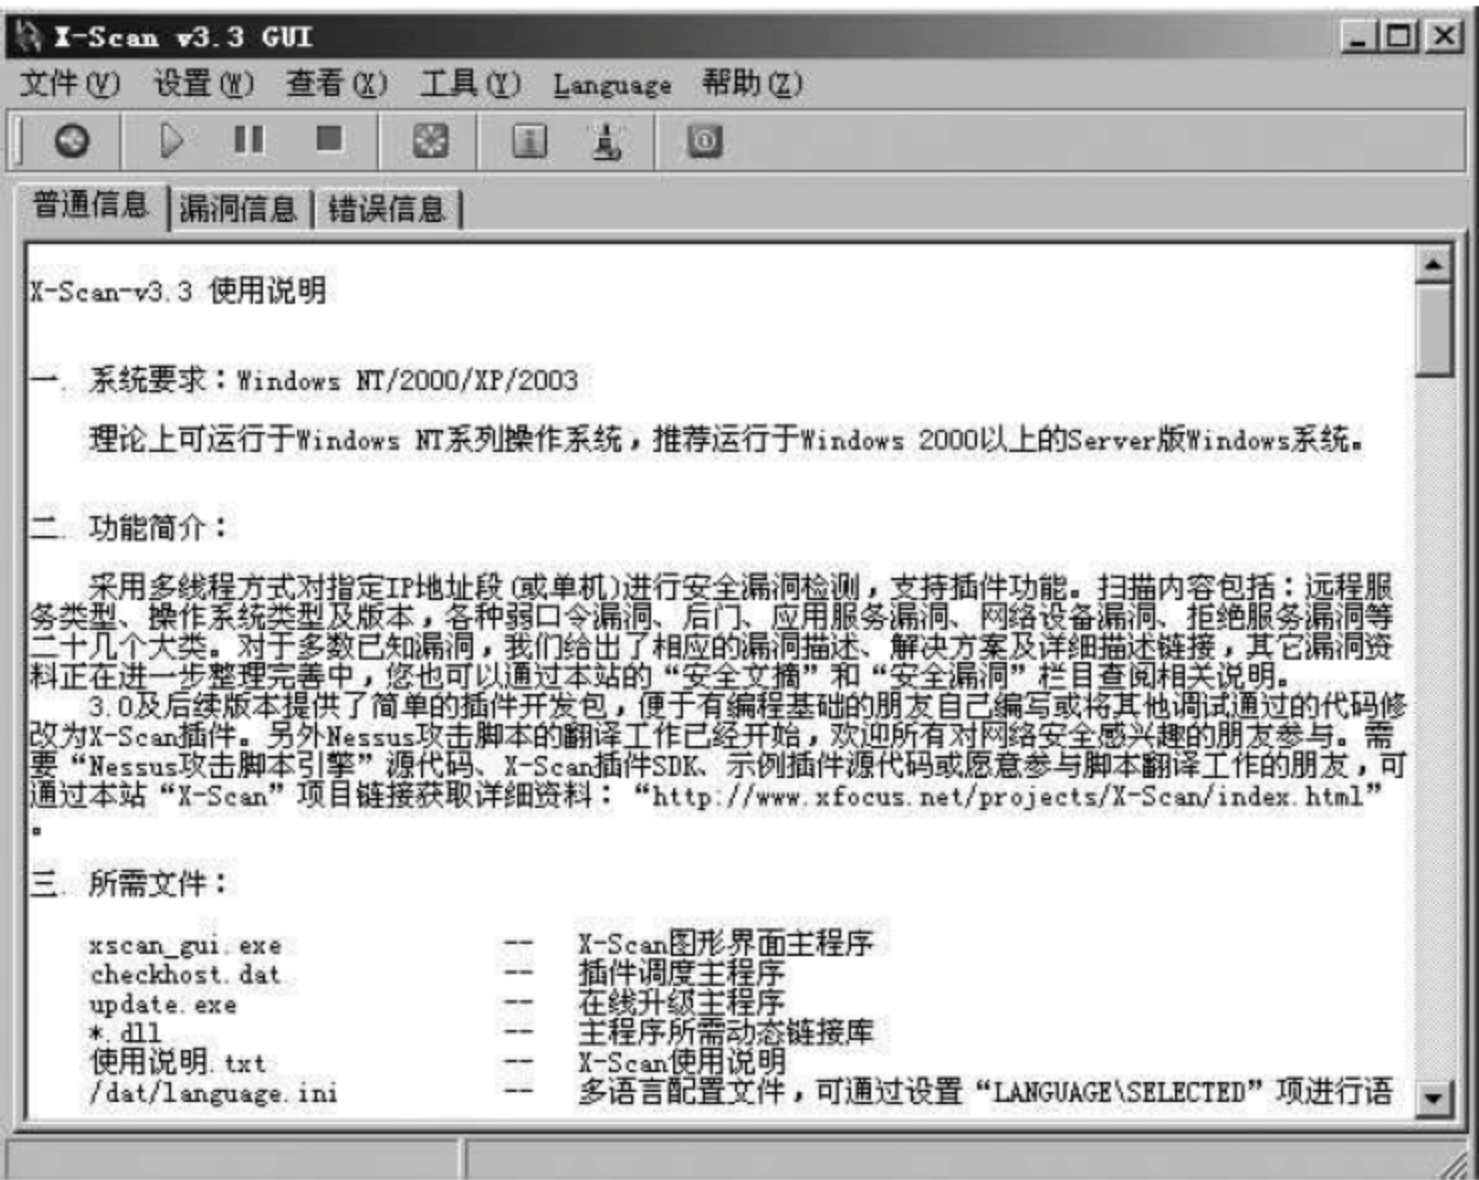 X-Scan v3.3 GUI
文件(V) 设置(W) 查看(X) 工具(Y) Language 帮助(Z)
普通信息 漏洞信息 错误信息
X-Scan-v3.3 使用说明
一. 系统要求：Windows NT/2000/XP/2003
理论上可运行于Windows NT系列操作系统，推荐运行于Windows 2000以上的Server版Windows系统。
二. 功能简介：
采用多线程方式对指定IP地址段(或单机)进行安全漏洞检测，支持插件功能。扫描内容包括：远程服
务类型、操作系统类型及版本，各种弱口令漏洞、后门、应用服务漏洞、网络设备漏洞、拒绝服务漏洞等
二十几个大类。对于多数已知漏洞，我们给出了相应的漏洞描述、解决方案及详细描述链接，其它漏洞资
料正在进一步整理完善中，您也可以通过本站的“安全文摘”和“安全漏洞”栏目查阅相关说明。
3.0及后续版本提供了简单的插件开发包，便于有编程基础的朋友自己编写或将其他调试通过的代码修
改为X-Scan插件。另外Nessus攻击脚本的翻译工作已经开始，欢迎所有对网络安全感兴趣的朋友参与。需
要“Nessus攻击脚本引擎”源代码、X-Scan插件SDK、示例插件源代码或愿意参与脚本翻译工作的朋友，可
通过本站“X-Scan”项目链接获取详细资料：“http://www.xfocus.net/projects/X-Scan/index.html”
。
三. 所需文件：
xscan_gui.exe -- X-Scan图形界面主程序
checkhost.dat -- 插件调度主程序
update.exe -- 在线升级主程序
*.dll -- 主程序所需动态链接库
使用说明.txt -- X-Scan使用说明
/dat/language.ini -- 多语言配置文件，可通过设置“LANGUAGE\SELECTED”项进行语